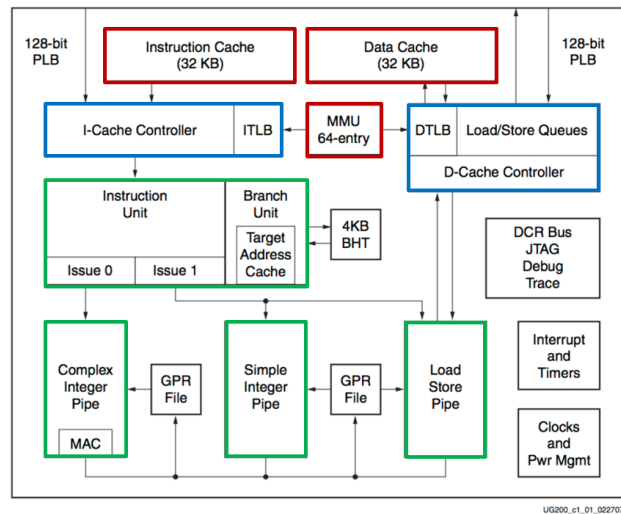 128-bit
PLB
Instruction Cache
(32 KB)
Data Cache
(32 KB)
128-bit
PLB
I-Cache Controller
ITLB
MMU
64-entry
DTLB
Load/Store Queues
D-Cache Controller
Instruction
Unit
Branch
Unit
Target
Address
Cache
4KB
BHT
Issue 0
Issue 1
DCR Bus
JTAG
Debug
Trace
Complex
Integer
Pipe
MAC
GPR
File
Simple
Integer
Pipe
GPR
File
Load
Store
Pipe
Interrupt
and
Timers
Clocks
and
Pwr Mgmt
UG200_c1_01_022707